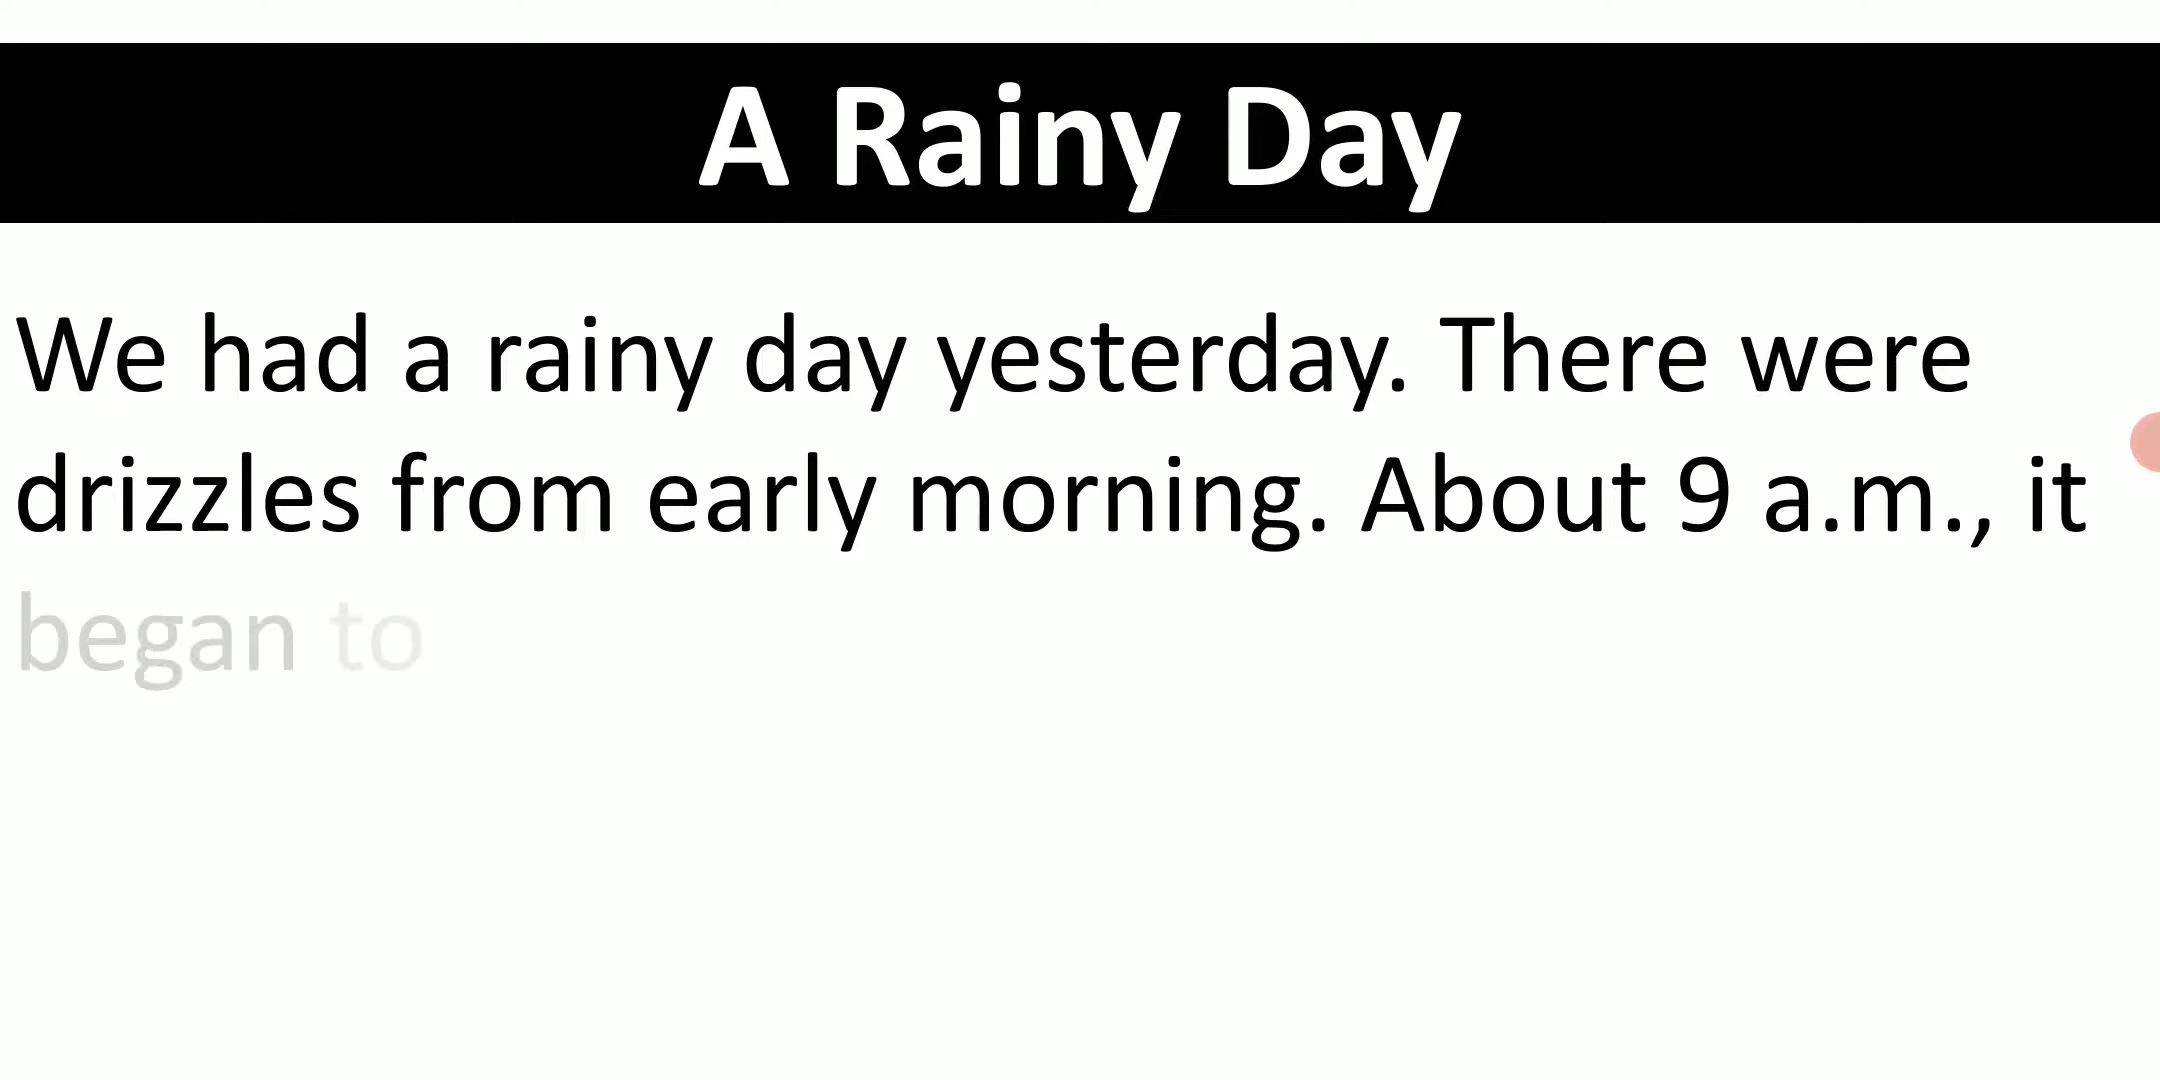 A Rainy Day
We had a rainy day yesterday. There were
drizzles from early morning. About 9 a.m., it
began to